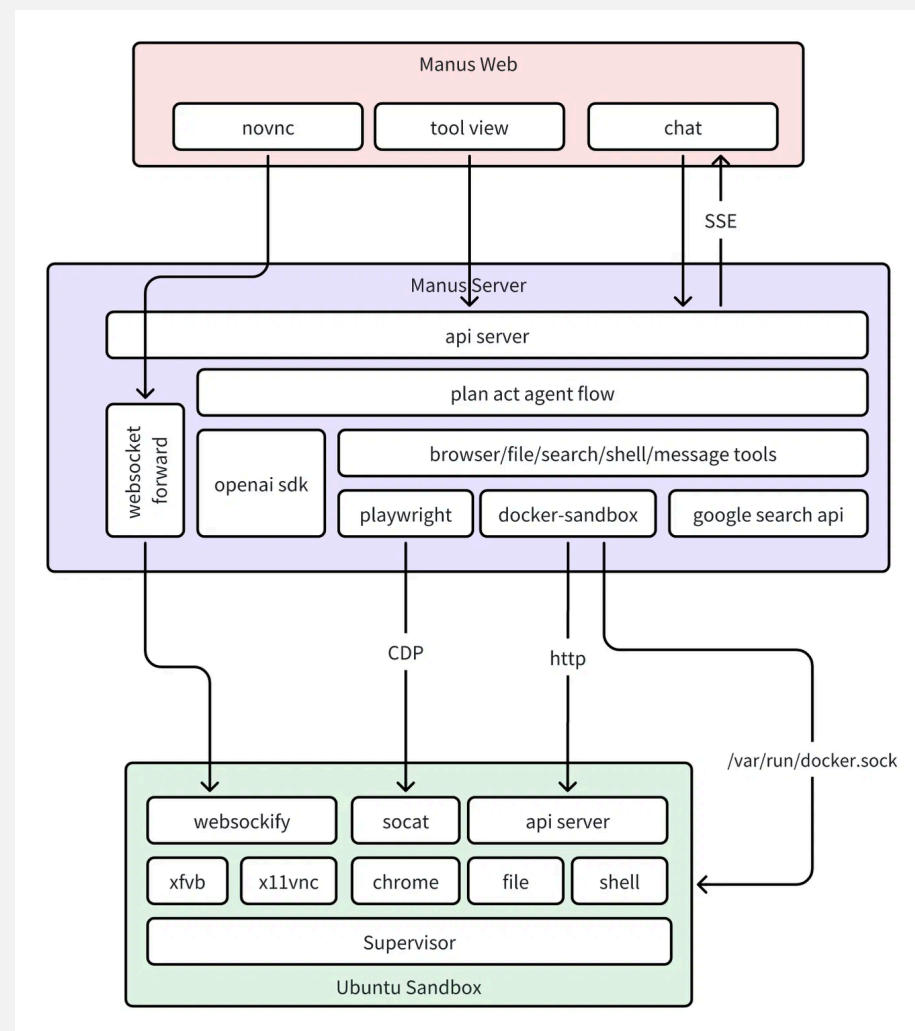 Manus Web
novnc
tool view
chat
SSE
Manus Server
api server
plan act agent flow
websocket
forward
openai sdk
browser/file/search/shell/message tools
playwright
docker-sandbox
google search api
CDP
http
/var/run/docker.sock
websockify
socat
api server
xfvb
x11vnc
chrome
file
shell
Supervisor
Ubuntu Sandbox